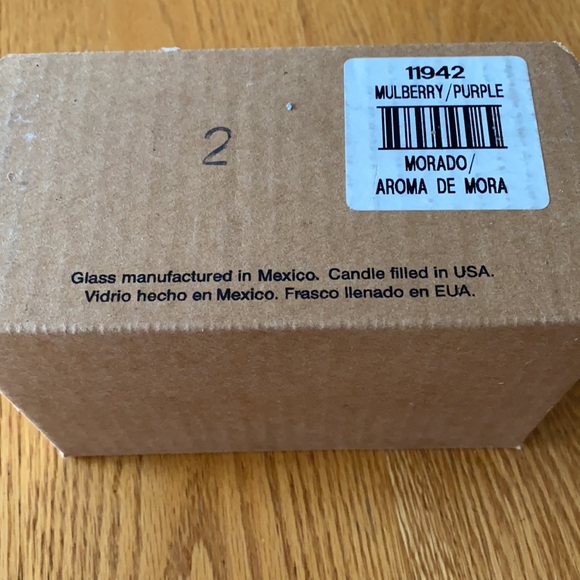 11942
MULBERRY/PURPLE
MORADO/
AROMA DE MORA
2
Glass manufactured in Mexico. Candle filled in USA.
Vidrio hecho en Mexico. Frasco llenado en EUA.